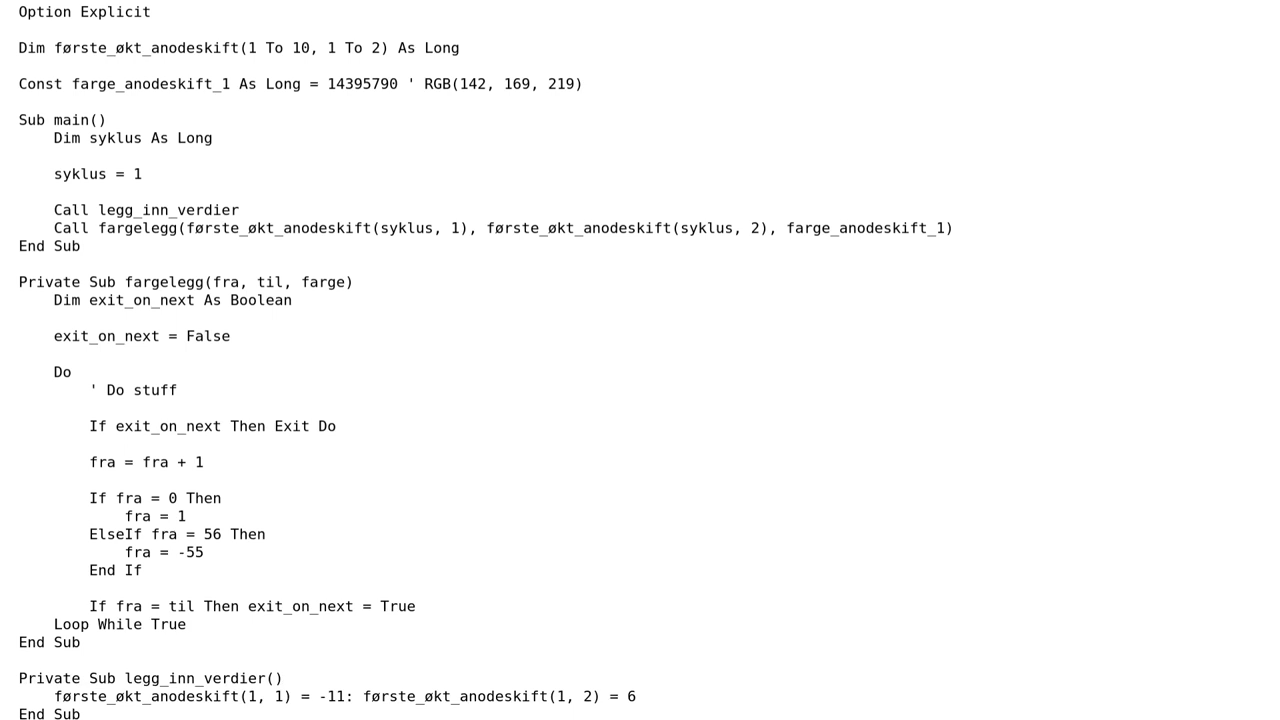 Option Explicit

Dim første_økt_anodeskift(1 To 10, 1 To 2) As Long

Const farge_anodeskift_1 As Long = 14395790 ' RGB(142, 169, 219)

Sub main()
    Dim syklus As Long

    syklus = 1

    Call legg_inn_verdier
    Call fargelegg(første_økt_anodeskift(syklus, 1), første_økt_anodeskift(syklus, 2), farge_anodeskift_1)
End Sub

Private Sub fargelegg(fra, til, farge)
    Dim exit_on_next As Boolean

    exit_on_next = False

    Do
        ' Do stuff

        If exit_on_next Then Exit Do

        fra = fra + 1

        If fra = 0 Then
            fra = 1
        ElseIf fra = 56 Then
            fra = -55
        End If

        If fra = til Then exit_on_next = True
    Loop While True
End Sub

Private Sub legg_inn_verdier()
    første_økt_anodeskift(1, 1) = -11: første_økt_anodeskift(1, 2) = 6
End Sub